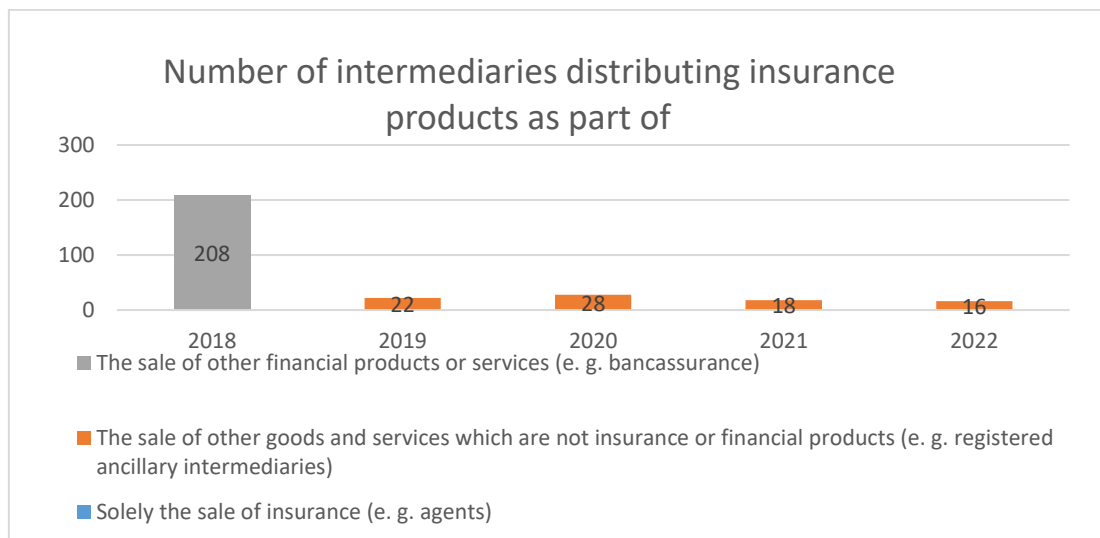 Number of intermediaries distributing insurance
products as part of
300
200
100
0
208
22
28
18
16
2018
2019
2020
2021
2022
The sale of other financial products or services (e. g. bancassurance)
The sale of other goods and services which are not insurance or financial products (e. g. registered
ancillary intermediaries)
Solely the sale of insurance (e. g. agents)